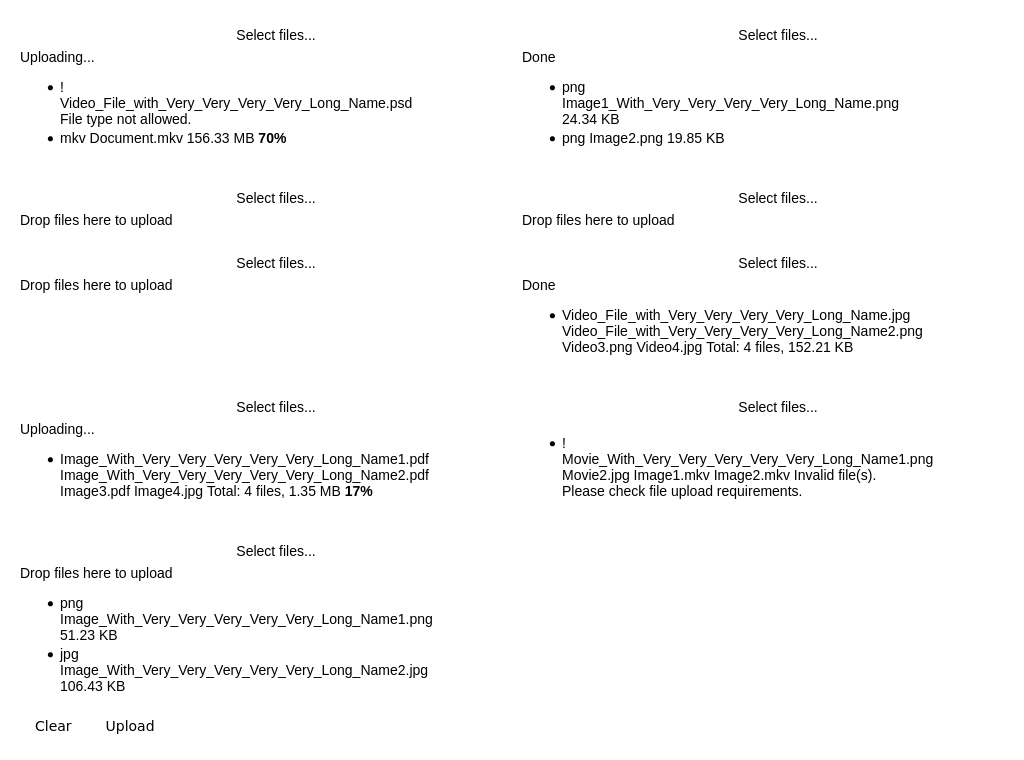 Select files...
Uploading...
!
Video_File_with_Very_Very_Very_Very_Long_Name.psd
File type not allowed.
mkv Document.mkv 156.33 MB 70%
Select files...
Done
png
Image1_With_Very_Very_Very_Very_Long_Name.png
24.34 KB
png Image2.png 19.85 KB
Select files...
Drop files here to upload
Select files...
Drop files here to upload
Select files...
Drop files here to upload
Select files...
Done
Video_File_with_Very_Very_Very_Very_Long_Name.jpg
Video_File_with_Very_Very_Very_Very_Long_Name2.png
Video3.png Video4.jpg Total: 4 files, 152.21 KB
Select files...
Uploading...
Image_With_Very_Very_Very_Very_Very_Long_Name1.pdf
Image_With_Very_Very_Very_Very_Very_Long_Name2.pdf
Image3.pdf Image4.jpg Total: 4 files, 1.35 MB 17%
Select files...
!
Movie_With_Very_Very_Very_Very_Very_Long_Name1.png
Movie2.jpg Image1.mkv Image2.mkv Invalid file(s).
Please check file upload requirements.
Select files...
Drop files here to upload
png
Image_With_Very_Very_Very_Very_Very_Long_Name1.png
51.23 KB
jpg
Image_With_Very_Very_Very_Very_Very_Long_Name2.jpg
106.43 KB
Clear Upload